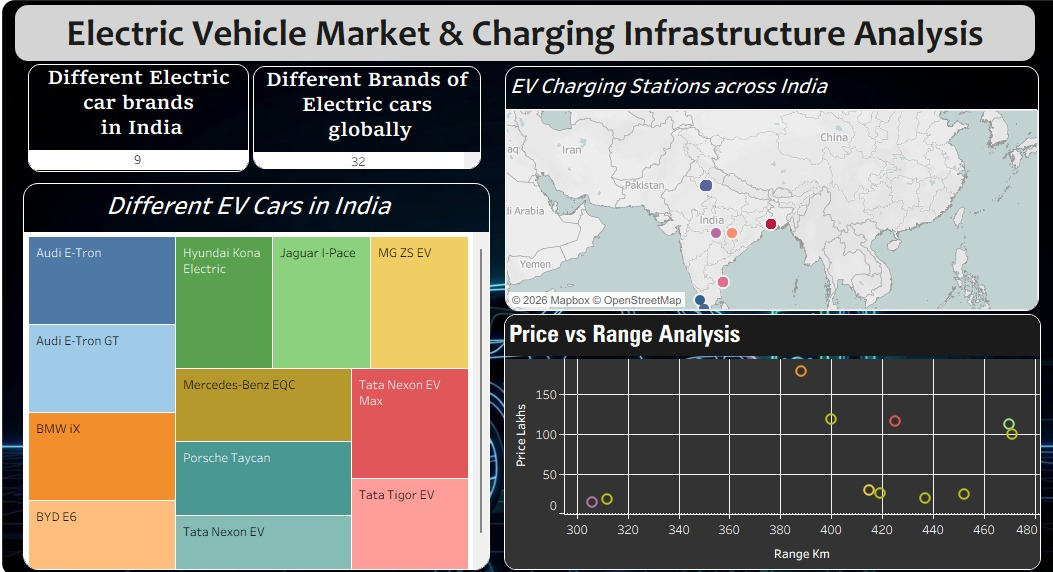 Electric Vehicle Market & Charging Infrastructure Analysis
Different Electric
car brands
in India
9
Different Brands of
Electric cars
globally
32
EV Charging Stations across India
Iran
China
Pakistan
India
Yemen
© 2026 Mapbox © OpenStreetMap
Different EV Cars in India
Audi E-Tron
Audi E-Tron GT
BMW iX
BYD E6
Hyundai Kona
Electric
Jaguar I-Pace
MG ZS EV
Mercedes-Benz EQC
Porsche Taycan
Tata Nexon EV
Tata Nexon EV
Max
Tata Tigor EV
Price vs Range Analysis
Price Lakhs
150
100
50
0
300 320 340 360 380 400 420 440 460 480
Range Km